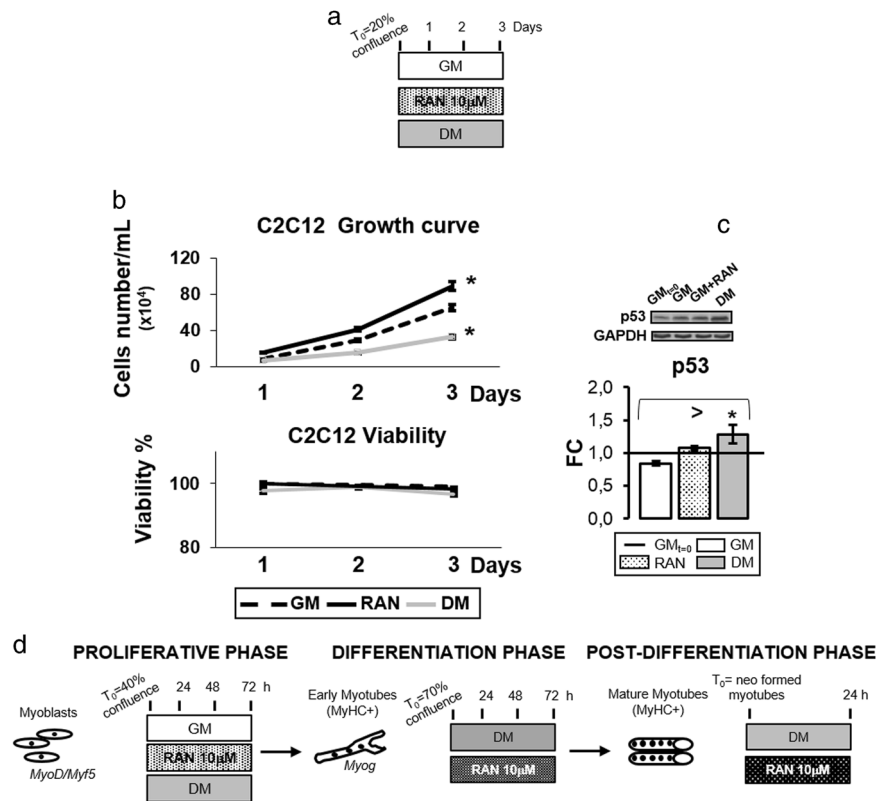 a
T₀=20%
confluence
1 2 3 Days
GM
RAN 10µM
DM
b
C2C12 Growth curve
Cells number/mL
(x10⁴)
120
80
40
0
*
*
1 2 3 Days
C2C12 Viability
Viability %
100
80
1 2 3 Days
GM RAN DM
c
GMt=0 GM GM+RAN DM
p53
GAPDH
p53
FC
2,0
1,5
1,0
0,5
0,0
> *
GMt=0 GM
RAN DM
d
PROLIFERATIVE PHASE
T₀=40%
confluence
24 48 72 h
Myoblasts
MyoD/Myf5
GM
RAN 10µM
DM
DIFFERENTIATION PHASE
Early Myotubes
(MyHC+)
Myog
T₀=70%
confluence
24 48 72 h
DM
RAN 10µM
POST-DIFFERENTIATION PHASE
Mature Myotubes
(MyHC+)
T₀= neo formed
myotubes
24 h
DM
RAN 10µM